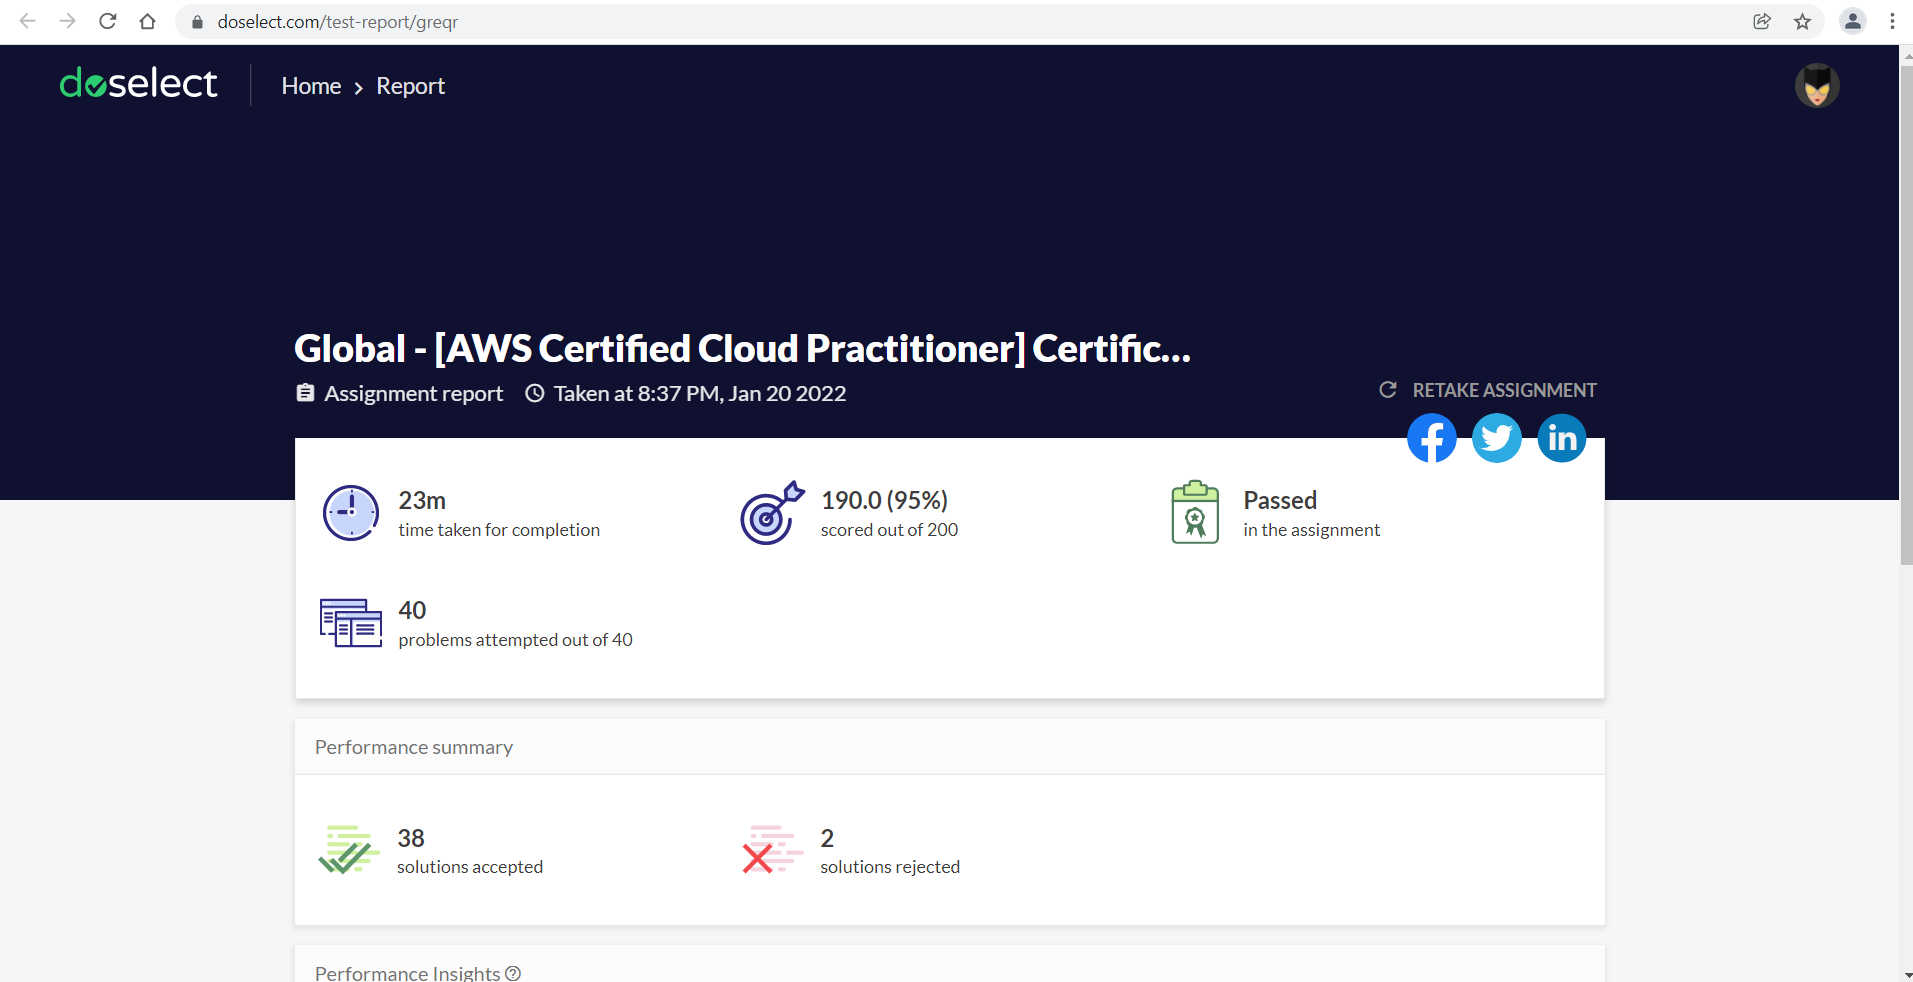 doselect.com/test-report/greqr
doselect
Home > Report
Global - [AWS Certified Cloud Practitioner] Certific...
Assignment report Taken at 8:37 PM, Jan 20 2022
RETAKE ASSIGNMENT
23m
time taken for completion
190.0 (95%)
scored out of 200
Passed
in the assignment
40
problems attempted out of 40
Performance summary
38
solutions accepted
2
solutions rejected
Performance Insights